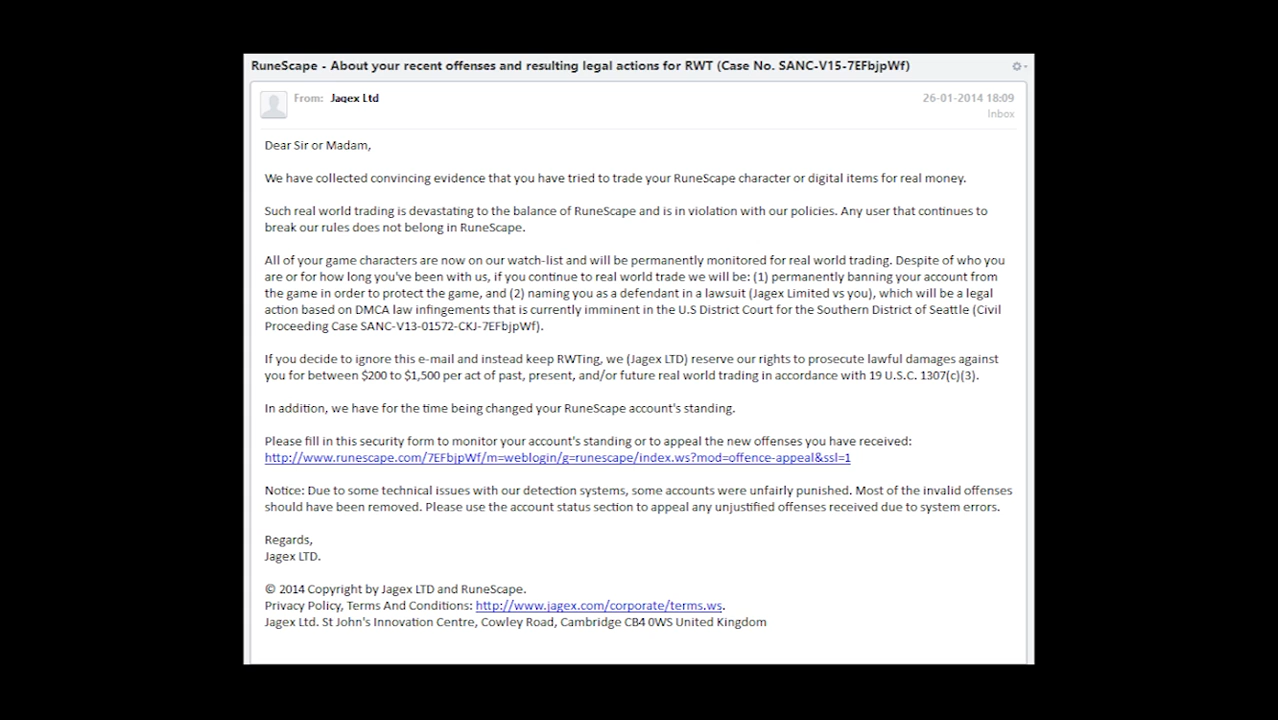 RuneScape - About your recent offenses and resulting legal actions for RWT (Case No. SANC-V15-7EFbjpWf)
From: Jagex Ltd
26-01-2014 18:09
Inbox
Dear Sir or Madam,
We have collected convincing evidence that you have tried to trade your RuneScape character or digital items for real money.
Such real world trading is devastating to the balance of RuneScape and is in violation with our policies. Any user that continues to
break our rules does not belong in RuneScape.
All of your game characters are now on our watch-list and will be permanently monitored for real world trading. Despite of who you
are or for how long you've been with us, if you continue to real world trade we will be: (1) permanently banning your account from
the game in order to protect the game, and (2) naming you as a defendant in a lawsuit (Jagex Limited vs you), which will be a legal
action based on DMCA law infingements that is currently imminent in the U.S District Court for the Southern District of Seattle (Civil
Proceeding Case SANC-V13-01572-CKJ-7EFbjpWf).
If you decide to ignore this e-mail and instead keep RWTing, we (Jagex LTD) reserve our rights to prosecute lawful damages against
you for between $200 to $1,500 per act of past, present, and/or future real world trading in accordance with 19 U.S.C. 1307(c)(3).
In addition, we have for the time being changed your RuneScape account's standing.
Please fill in this security form to monitor your account's standing or to appeal the new offenses you have received:
http://www.runescape.com/7EFbjpWf/m=weblogin/g=runescape/index.ws?mod=offence-appeal&ssl=1
Notice: Due to some technical issues with our detection systems, some accounts were unfairly punished. Most of the invalid offenses
should have been removed. Please use the account status section to appeal any unjustified offenses received due to system errors.
Regards,
Jagex LTD.
© 2014 Copyright by Jagex LTD and RuneScape.
Privacy Policy, Terms And Conditions: http://www.jagex.com/corporate/terms.ws.
Jagex Ltd. St John's Innovation Centre, Cowley Road, Cambridge CB4 0WS United Kingdom